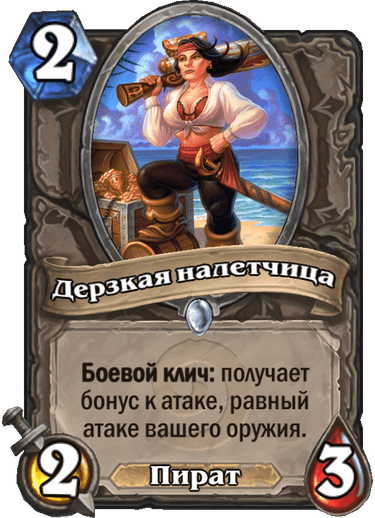 2
Дерзкая налетчица
Боевой клич: получает
бонус к атаке, равный
атаке вашего оружия.
2
Пират
3